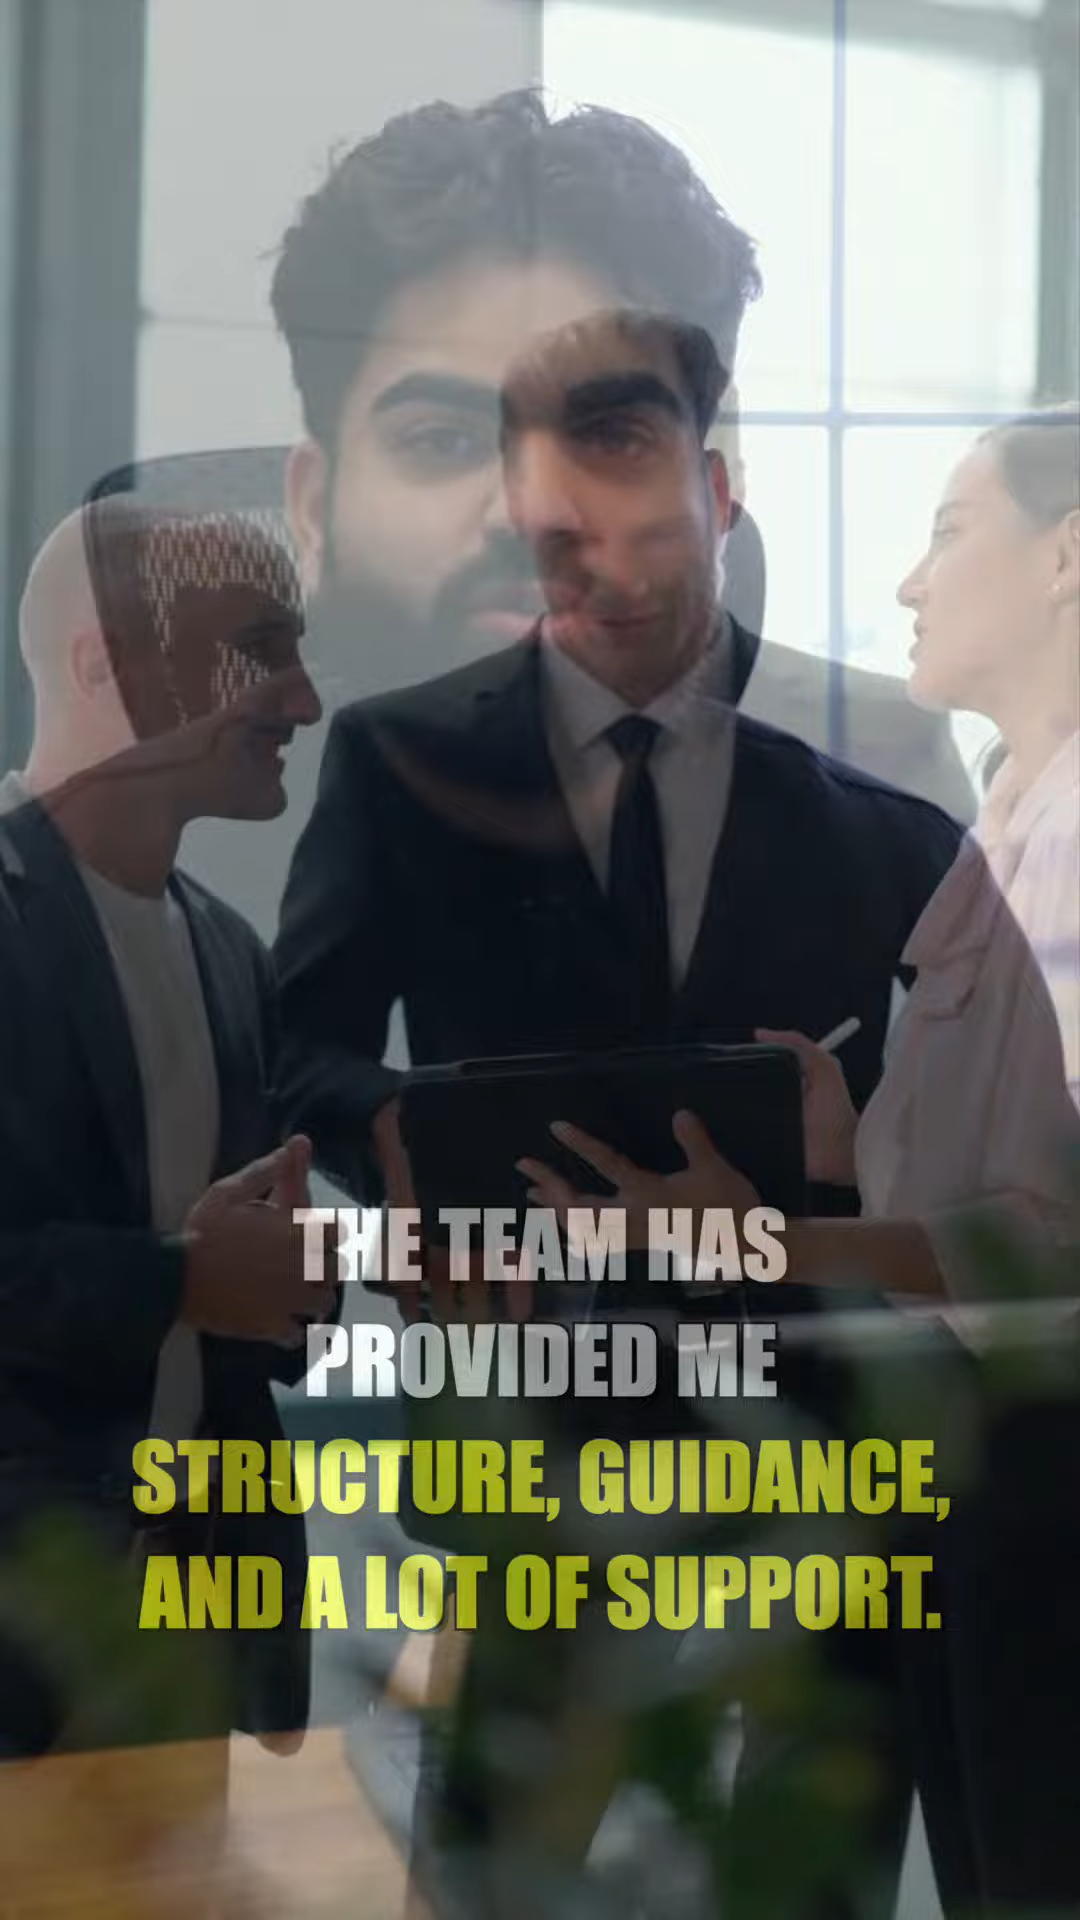 THE TEAM HAS
PROVIDED ME
STRUCTURE, GUIDANCE,
AND A LOT OF SUPPORT.